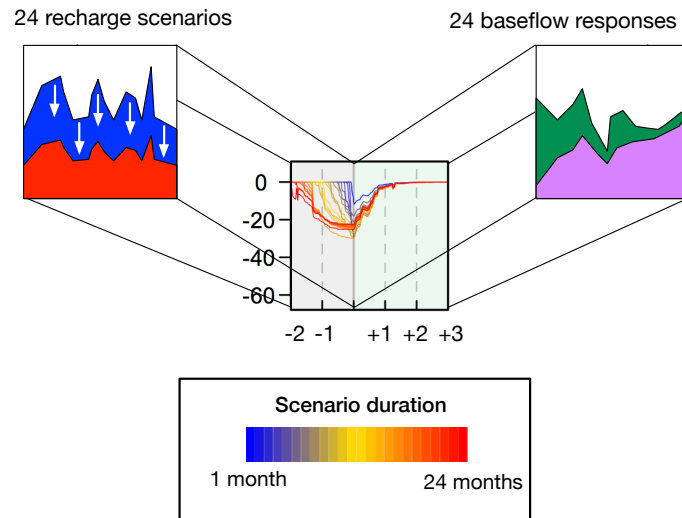 24 recharge scenarios
24 baseflow responses
0
-20
-40
-60
-2 -1 +1 +2 +3
Scenario duration
1 month
24 months